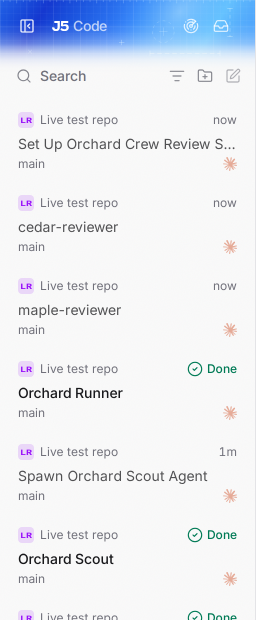 J5 Code
Search
LR Live test repo now
Set Up Orchard Crew Review S...
main
LR Live test repo now
cedar-reviewer
main
LR Live test repo now
maple-reviewer
main
LR Live test repo Done
Orchard Runner
main
LR Live test repo 1m
Spawn Orchard Scout Agent
main
LR Live test repo Done
Orchard Scout
main
LR Live test repo Done